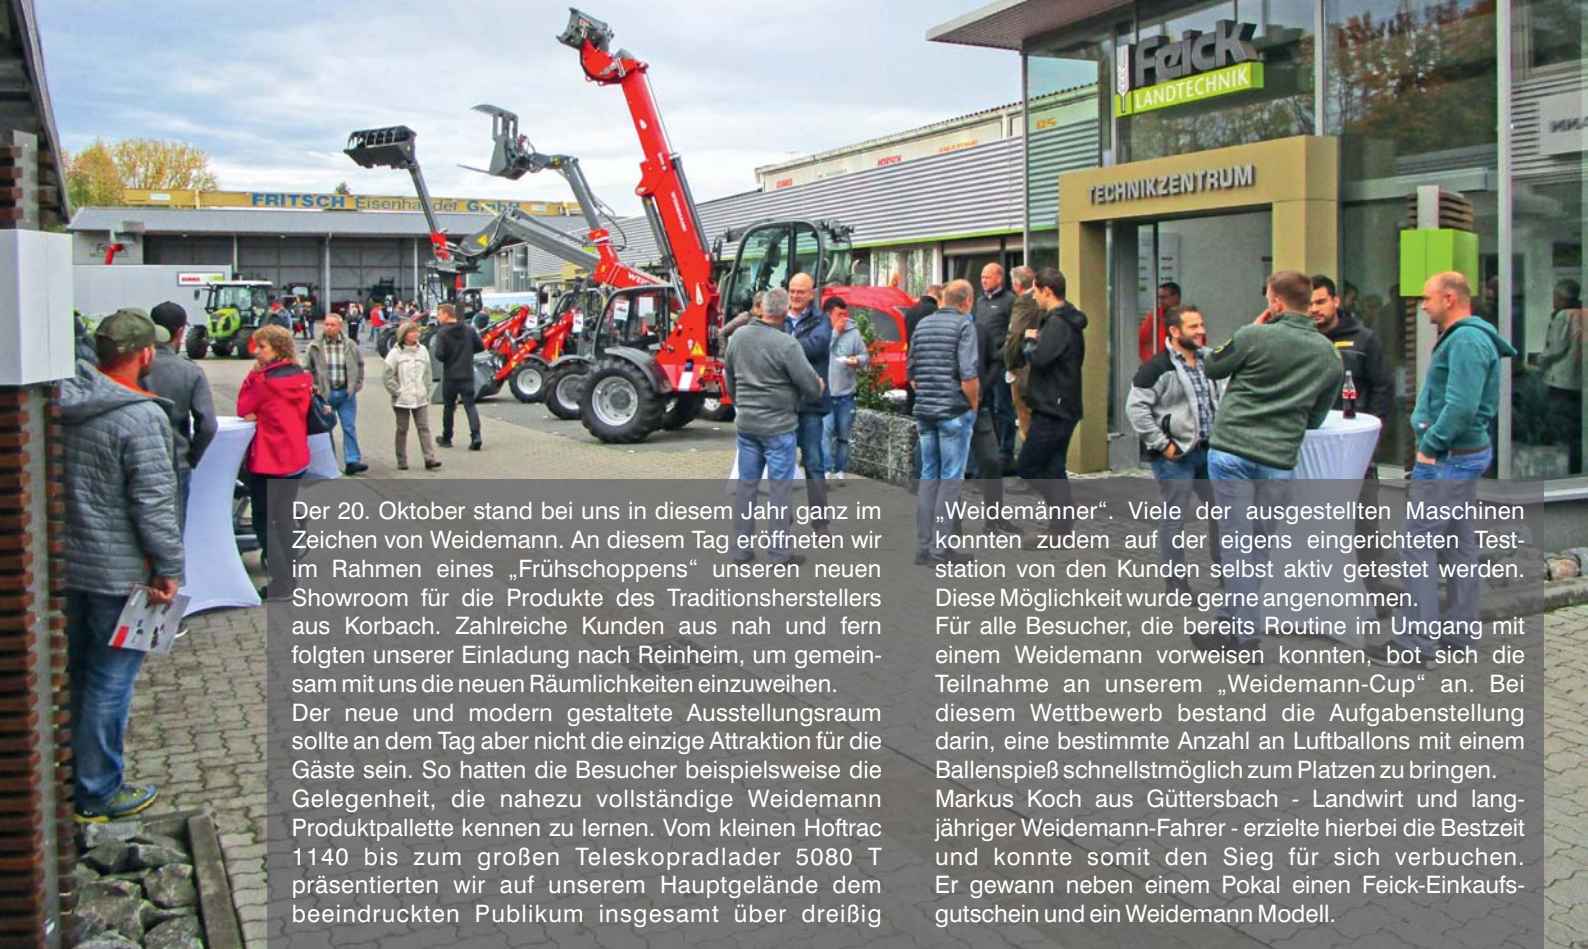 Feick
LANDTECHNIK
TECHNIKZENTRUM
FRITSCH Eisenhandel GmbH
HORSCH
Der 20. Oktober stand bei uns in diesem Jahr ganz im
Zeichen von Weidemann. An diesem Tag eröffneten wir
im Rahmen eines „Frühschoppens“ unseren neuen
Showroom für die Produkte des Traditionsherstellers
aus Korbach. Zahlreiche Kunden aus nah und fern
folgten unserer Einladung nach Reinheim, um gemein-
sam mit uns die neuen Räumlichkeiten einzuweihen.
Der neue und modern gestaltete Ausstellungsraum
sollte an dem Tag aber nicht die einzige Attraktion für die
Gäste sein. So hatten die Besucher beispielsweise die
Gelegenheit, die nahezu vollständige Weidemann
Produktpallette kennen zu lernen. Vom kleinen Hoftrac
1140 bis zum großen Teleskopradlader 5080 T
präsentierten wir auf unserem Hauptgelände dem
beeindruckten Publikum insgesamt über dreißig
„Weidemänner“. Viele der ausgestellten Maschinen
konnten zudem auf der eigens eingerichteten Test-
station von den Kunden selbst aktiv getestet werden.
Diese Möglichkeit wurde gerne angenommen.
Für alle Besucher, die bereits Routine im Umgang mit
einem Weidemann vorweisen konnten, bot sich die
Teilnahme an unserem „Weidemann-Cup“ an. Bei
diesem Wettbewerb bestand die Aufgabenstellung
darin, eine bestimmte Anzahl an Luftballons mit einem
Ballenspieß schnellstmöglich zum Platzen zu bringen.
Markus Koch aus Güttersbach - Landwirt und lang-
jähriger Weidemann-Fahrer - erzielte hierbei die Bestzeit
und konnte somit den Sieg für sich verbuchen.
Er gewann neben einem Pokal einen Feick-Einkaufs-
gutschein und ein Weidemann Modell.